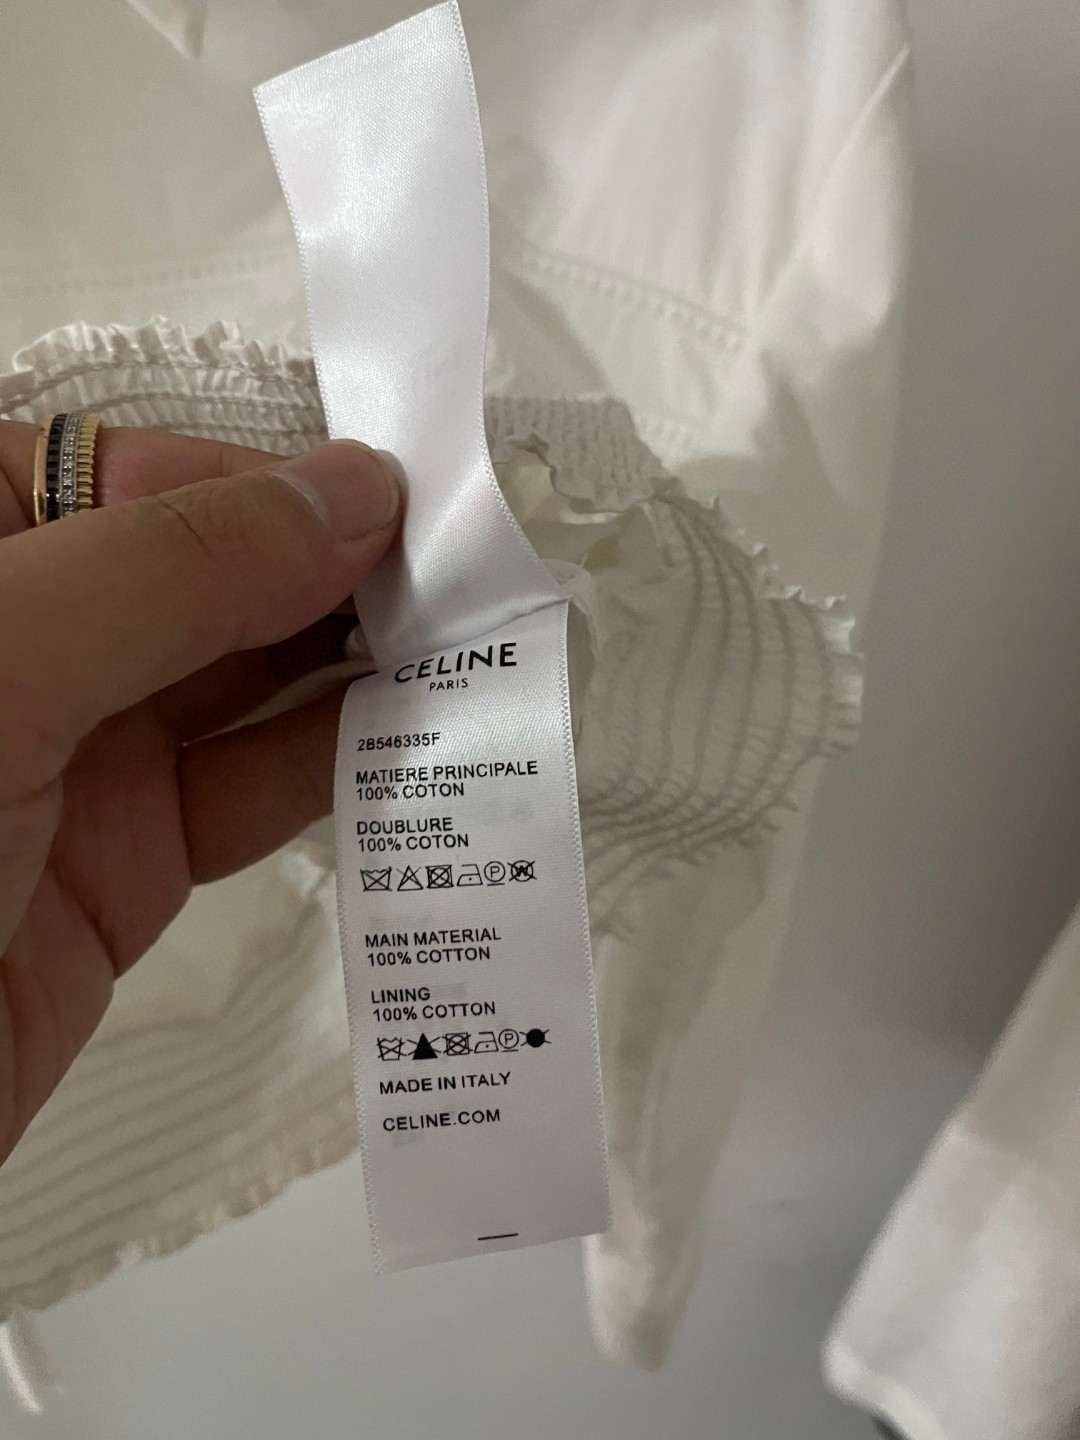 CELINE
PARIS
2B546335F
MATIERE PRINCIPALE
100% COTON
DOUBLURE
100% COTON
MAIN MATERIAL
100% COTTON
LINING
100% COTTON
MADE IN ITALY
CELINE.COM